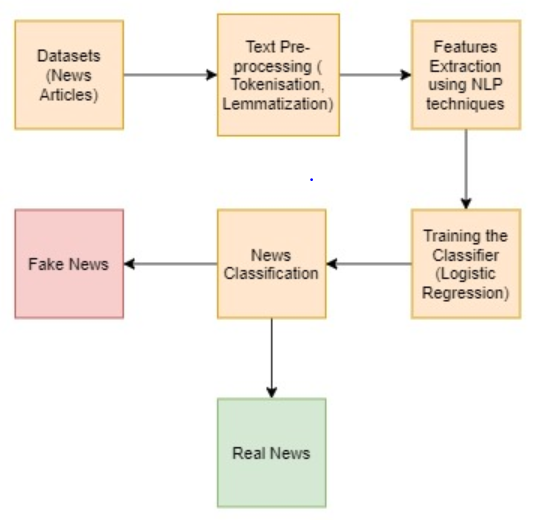 Datasets
(News
Articles)
Text Pre-
processing (
Tokenisation,
Lemmatization)
Features
Extraction
using NLP
techniques
Fake News
News
Classification
Training the
Classifier
(Logistic
Regression)
Real News